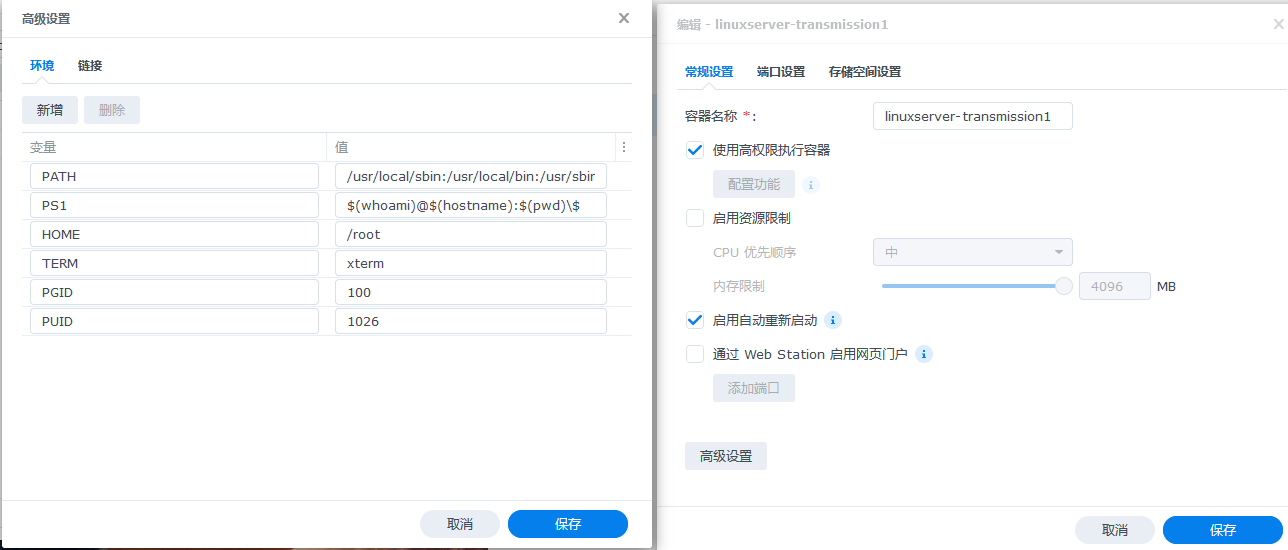 高级设置
环境 链接
新增 删除
变量 值
PATH /usr/local/sbin:/usr/local/bin:/usr/sbir
PS1 $(whoami)@$(hostname):$(pwd)\$
HOME /root
TERM xterm
PGID 100
PUID 1026
取消 保存
编辑 - linuxserver-transmission1
常规设置 端口设置 存储空间设置
容器名称 *: linuxserver-transmission1
使用高权限执行容器
配置功能
启用资源限制
CPU 优先顺序 中
内存限制 4096 MB
启用自动重新启动
通过 Web Station 启用网页门户
添加端口
高级设置
取消 保存